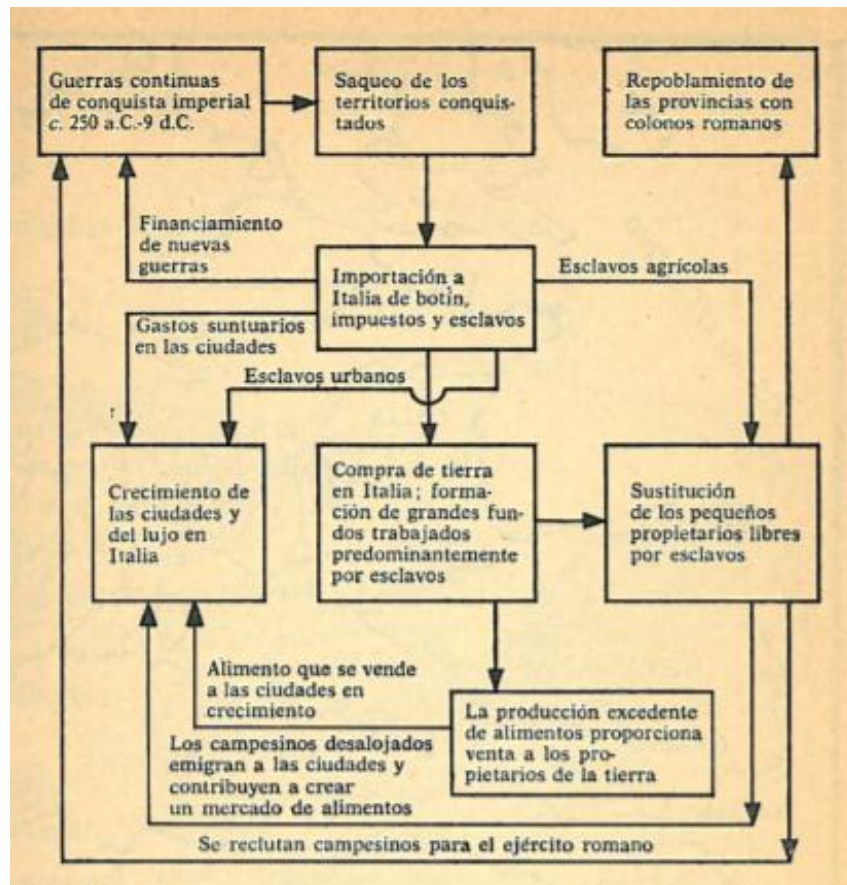 Guerras continuas
de conquista imperial
c. 250 a.C.-9 d.C.
Saqueo de los
territorios conquis-
tados
Repoblamiento de
las provincias con
colonos romanos
Financiamiento
de nuevas
guerras
Importación a
Italia de botín,
impuestos y esclavos
Esclavos agrícolas
Gastos suntuarios
en las ciudades
Esclavos urbanos
Crecimiento de
las ciudades y
del lujo en
Italia
Compra de tierra
en Italia; forma-
ción de grandes fun-
dos trabajados
predominantemente
por esclavos
Sustitución
de los pequeños
propietarios libres
por esclavos
Alimento que se vende
a las ciudades en
crecimiento
La producción excedente
de alimentos proporciona
venta a los pro-
pietarios de la tierra
Los campesinos desalojados
emigran a las ciudades y
contribuyen a crear
un mercado de alimentos
Se reclutan campesinos para el ejército romano